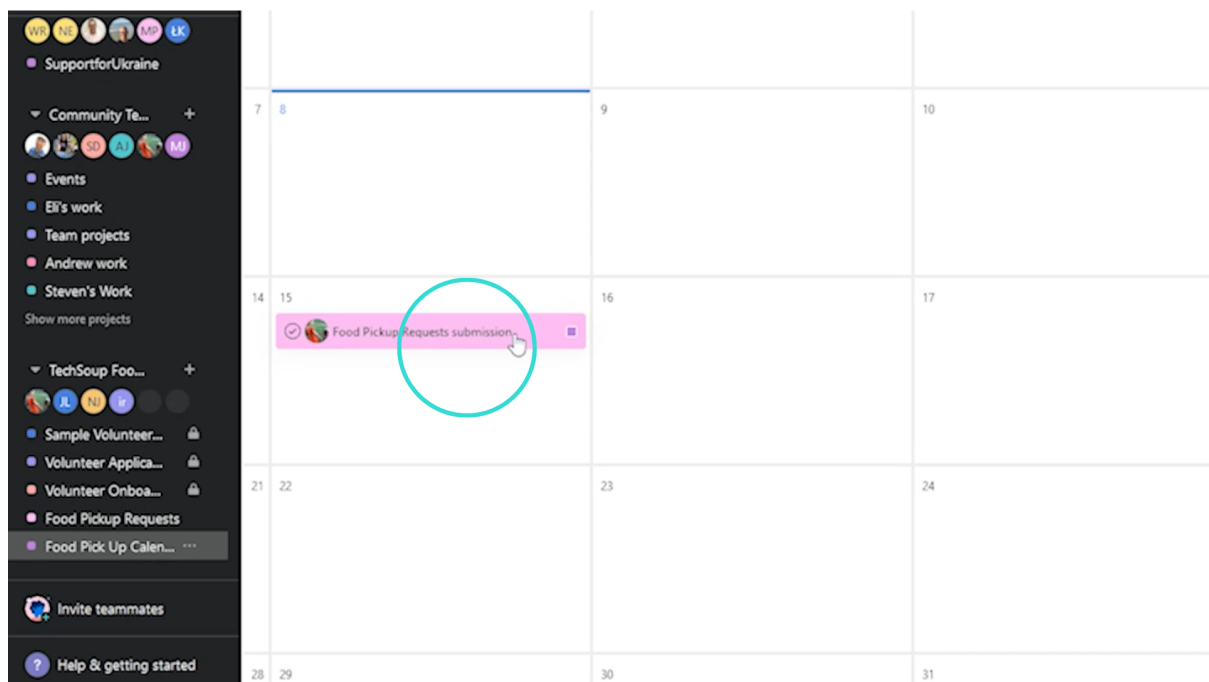 WR NE MP ŁK
SupportforUkraine
Community Te... +
SD AJ MJ
Events
Eli's work
Team projects
Andrew work
Steven's Work
Show more projects
TechSoup Foo... +
JL NJ ir
Sample Volunteer...
Volunteer Applica...
Volunteer Onboa...
Food Pickup Requests
Food Pick Up Calen... ...
Invite teammates
? Help & getting started
7 8 9 10
14 15 16 17
Food Pickup Requests submission...
21 22 23 24
28 29 30 31